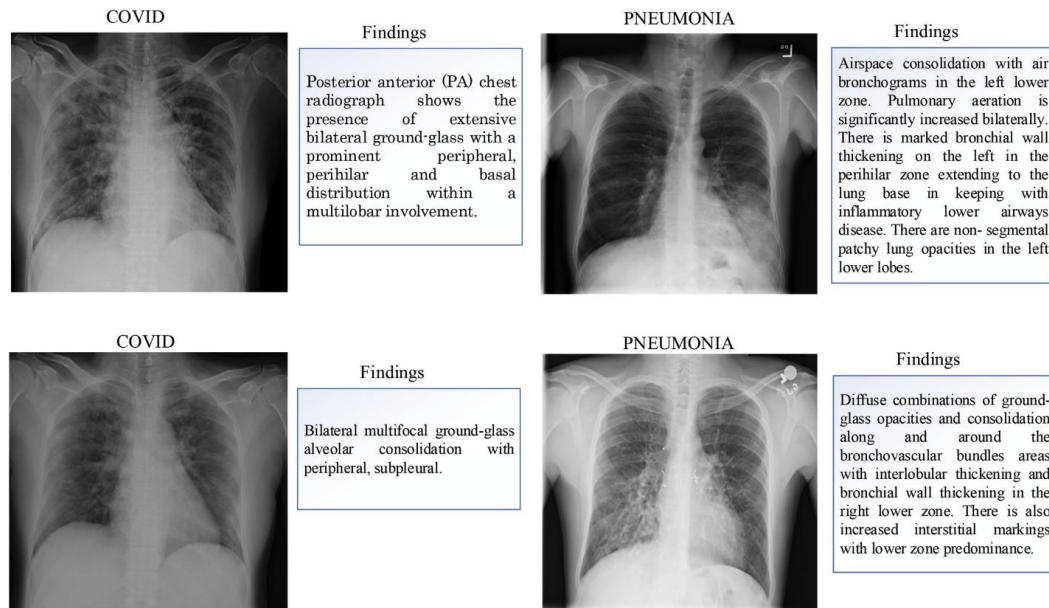 COVID
Findings
Posterior anterior (PA) chest
radiograph shows the
presence of extensive
bilateral ground-glass with a
prominent peripheral,
perihilar and basal
distribution within a
multilobar involvement.
PNEUMONIA
Findings
Airspace consolidation with air
bronchograms in the left lower
zone. Pulmonary aeration is
significantly increased bilaterally.
There is marked bronchial wall
thickening on the left in the
perihilar zone extending to the
lung base in keeping with
inflammatory lower airways
disease. There are non- segmental
patchy lung opacities in the left
lower lobes.
COVID
Findings
Bilateral multifocal ground-glass
alveolar consolidation with
peripheral, subpleural.
PNEUMONIA
Findings
Diffuse combinations of ground-
glass opacities and consolidation
along and around the
bronchovascular bundles areas
with interlobular thickening and
bronchial wall thickening in the
right lower zone. There is also
increased interstitial markings
with lower zone predominance.